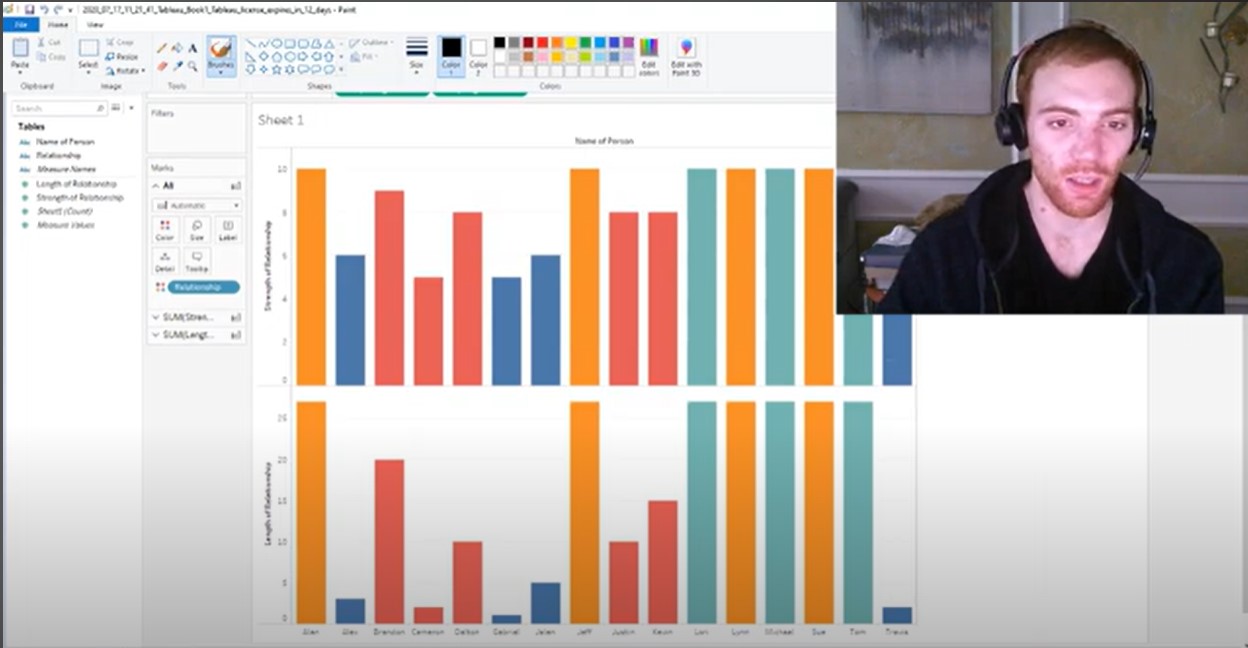 2020_07_17_11_21_41_Tableau_Book1_Tableau_license_expires_in_12_days - Paint
File Home View
Paste
Cut
Copy
Clipboard
Select
Crop
Resize
Rotate
Image
A
Tools
Brushes
Outline
Fill
Shapes
Size
Color
1
Color
2
Edit
colors
Edit with
Paint 3D
Colors
Search
Tables
Abc Name of Person
Abc Relationship
Abc Measure Names
Length of Relationship
Strength of Relationship
Sheet1 (Count)
Measure Values
Filters
Marks
All
Automatic
Color Size Label
Detail Tooltip
Relationship
SUM(Stren...
SUM(Lengt...
Sheet 1
Name of Person
Strength of Relationship
10
8
6
4
2
0
Length of Relationship
25
20
15
10
5
0
Allen Alex Brendon Cameron Dalton Gabriel Jalen Jeff Justin Kevin Lori Lynn Michael Sue Tom Travis